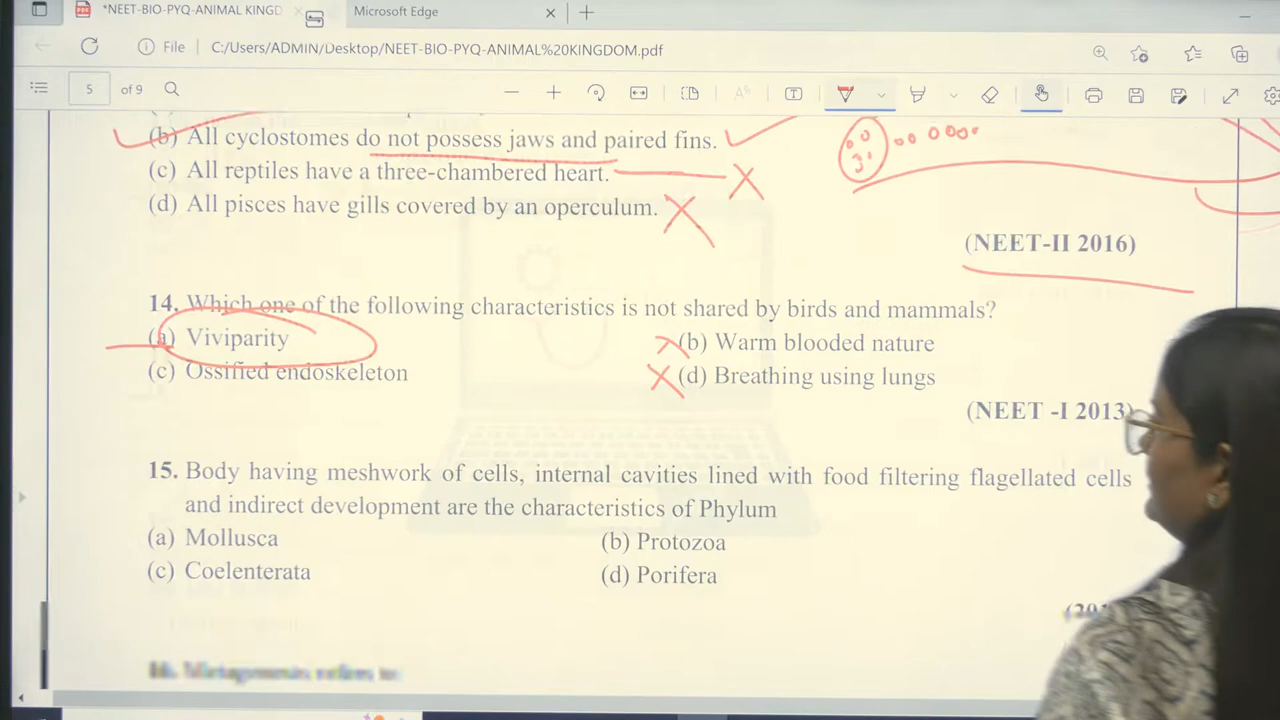 *NEET-BIO-PYQ-ANIMAL KINGD
Microsoft Edge
File C:/Users/ADMIN/Desktop/NEET-BIO-PYQ-ANIMAL%20KINGDOM.pdf
5 of 9
(b) All cyclostomes do not possess jaws and paired fins.
(c) All reptiles have a three-chambered heart.
(d) All pisces have gills covered by an operculum.
(NEET-II 2016)
14. Which one of the following characteristics is not shared by birds and mammals?
(a) Viviparity (b) Warm blooded nature
(c) Ossified endoskeleton (d) Breathing using lungs
(NEET -I 2013)
15. Body having meshwork of cells, internal cavities lined with food filtering flagellated cells
and indirect development are the characteristics of Phylum
(a) Mollusca (b) Protozoa
(c) Coelenterata (d) Porifera
16. Metagenesis refers to